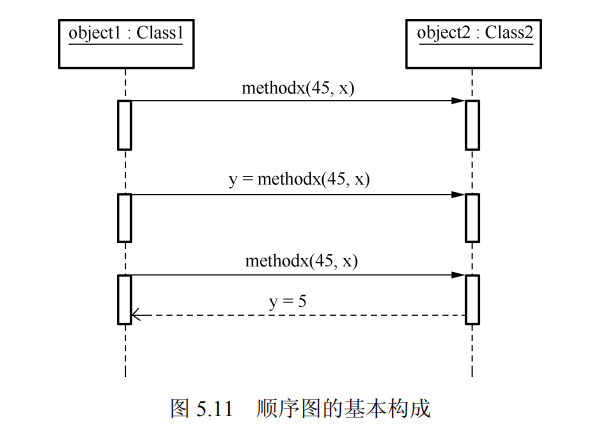 object1 : Class1
object2 : Class2
methodx(45, x)
y = methodx(45, x)
methodx(45, x)
y = 5
图 5.11 顺序图的基本构成